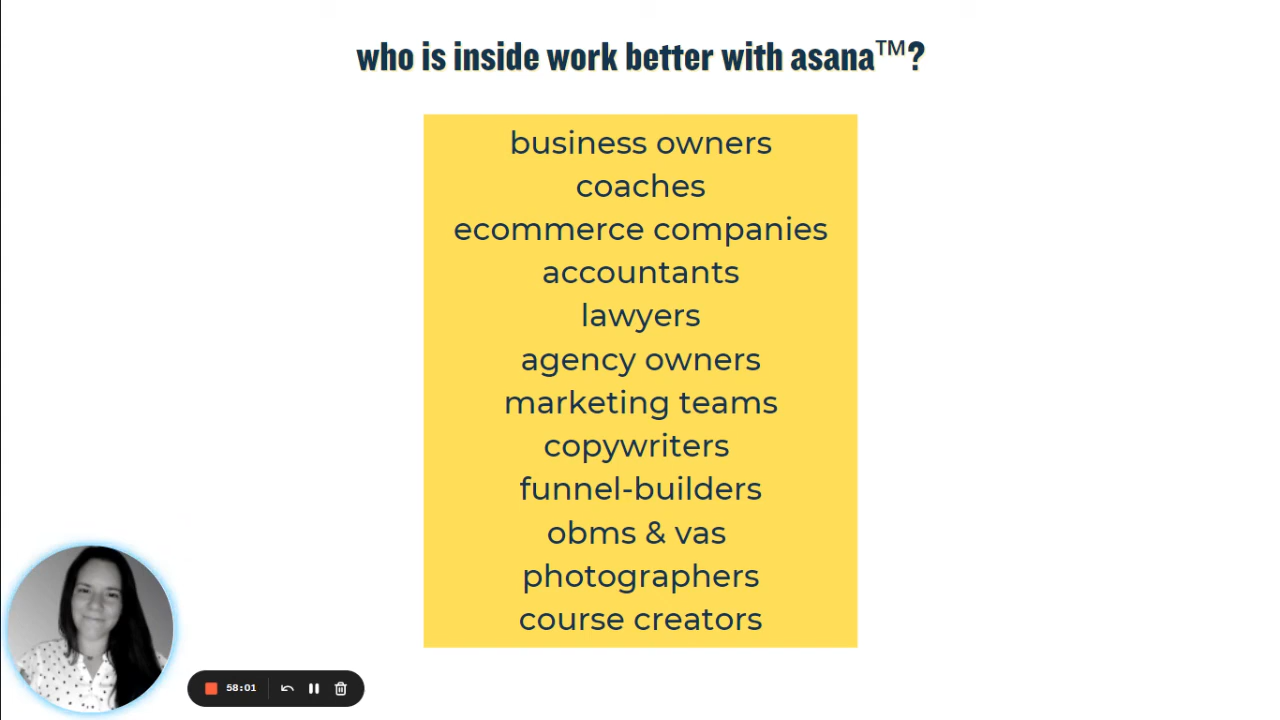 who is inside work better with asana™?
business owners
coaches
ecommerce companies
accountants
lawyers
agency owners
marketing teams
copywriters
funnel-builders
obms & vas
photographers
course creators
58:01